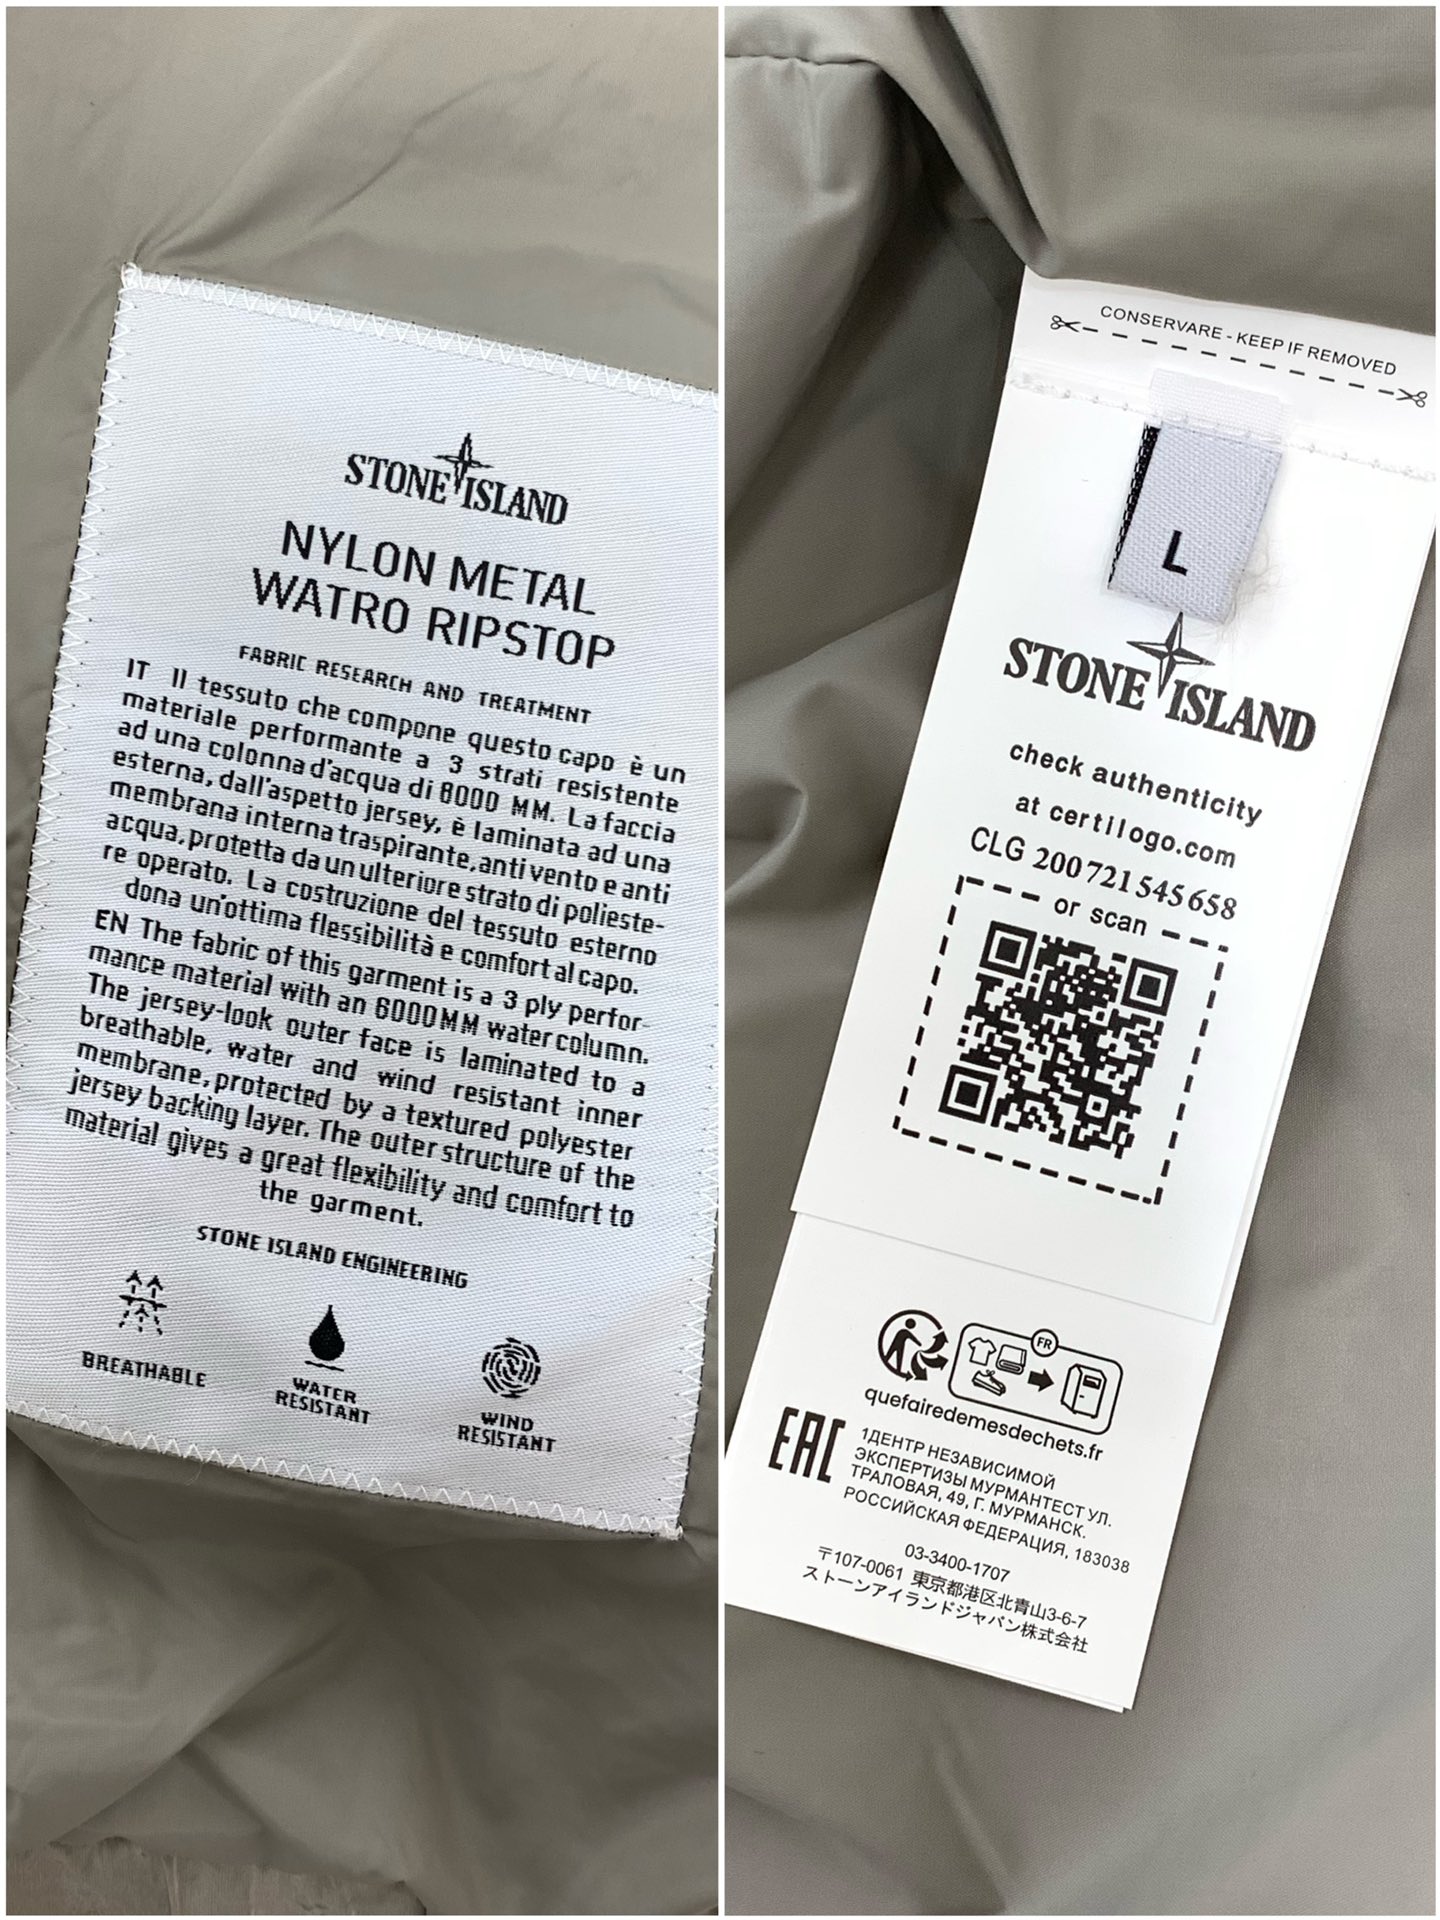 STONE ISLAND
NYLON METAL
WATRO RIPSTOP
FABRIC RESEARCH AND TREATMENT
IT Il tessuto che compone questo capo è un
materiale performante a 3 strati resistente
ad una colonna d'acqua di 8000 MM. La faccia
esterna, dall'aspetto jersey, è laminata ad una
membrana interna traspirante, anti vento e anti
acqua, protetta da un ulteriore strato di polieste-
re operato. La costruzione del tessuto esterno
dona un'ottima flessibilità e comfort al capo.
EN The fabric of this garment is a 3 ply perfor-
mance material with an 6000MM water column.
The jersey-look outer face is laminated to a
breathable, water and wind resistant inner
membrane, protected by a textured polyester
jersey backing layer. The outer structure of the
material gives a great flexibility and comfort to
the garment.
STONE ISLAND ENGINEERING
BREATHABLE
WATER
RESISTANT
WIND
RESISTANT
CONSERVARE - KEEP IF REMOVED
L
STONE ISLAND
check authenticity
at certilogo.com
CLG 200 721 545 658
or scan
FR
quefairedemesdechets.fr
EAC
1ДЕНТР НЕЗАВИСИМОЙ
ЭКСПЕРТИЗЫ МУРМАНТЕСТ УЛ.
ТРАЛОВАЯ, 49, Г. МУРМАНСК.
РОССИЙСКАЯ ФЕДЕРАЦИЯ, 183038
03-3400-1707
〒107-0061 東京都港区北青山3-6-7
ストーンアイランドジャパン株式会社